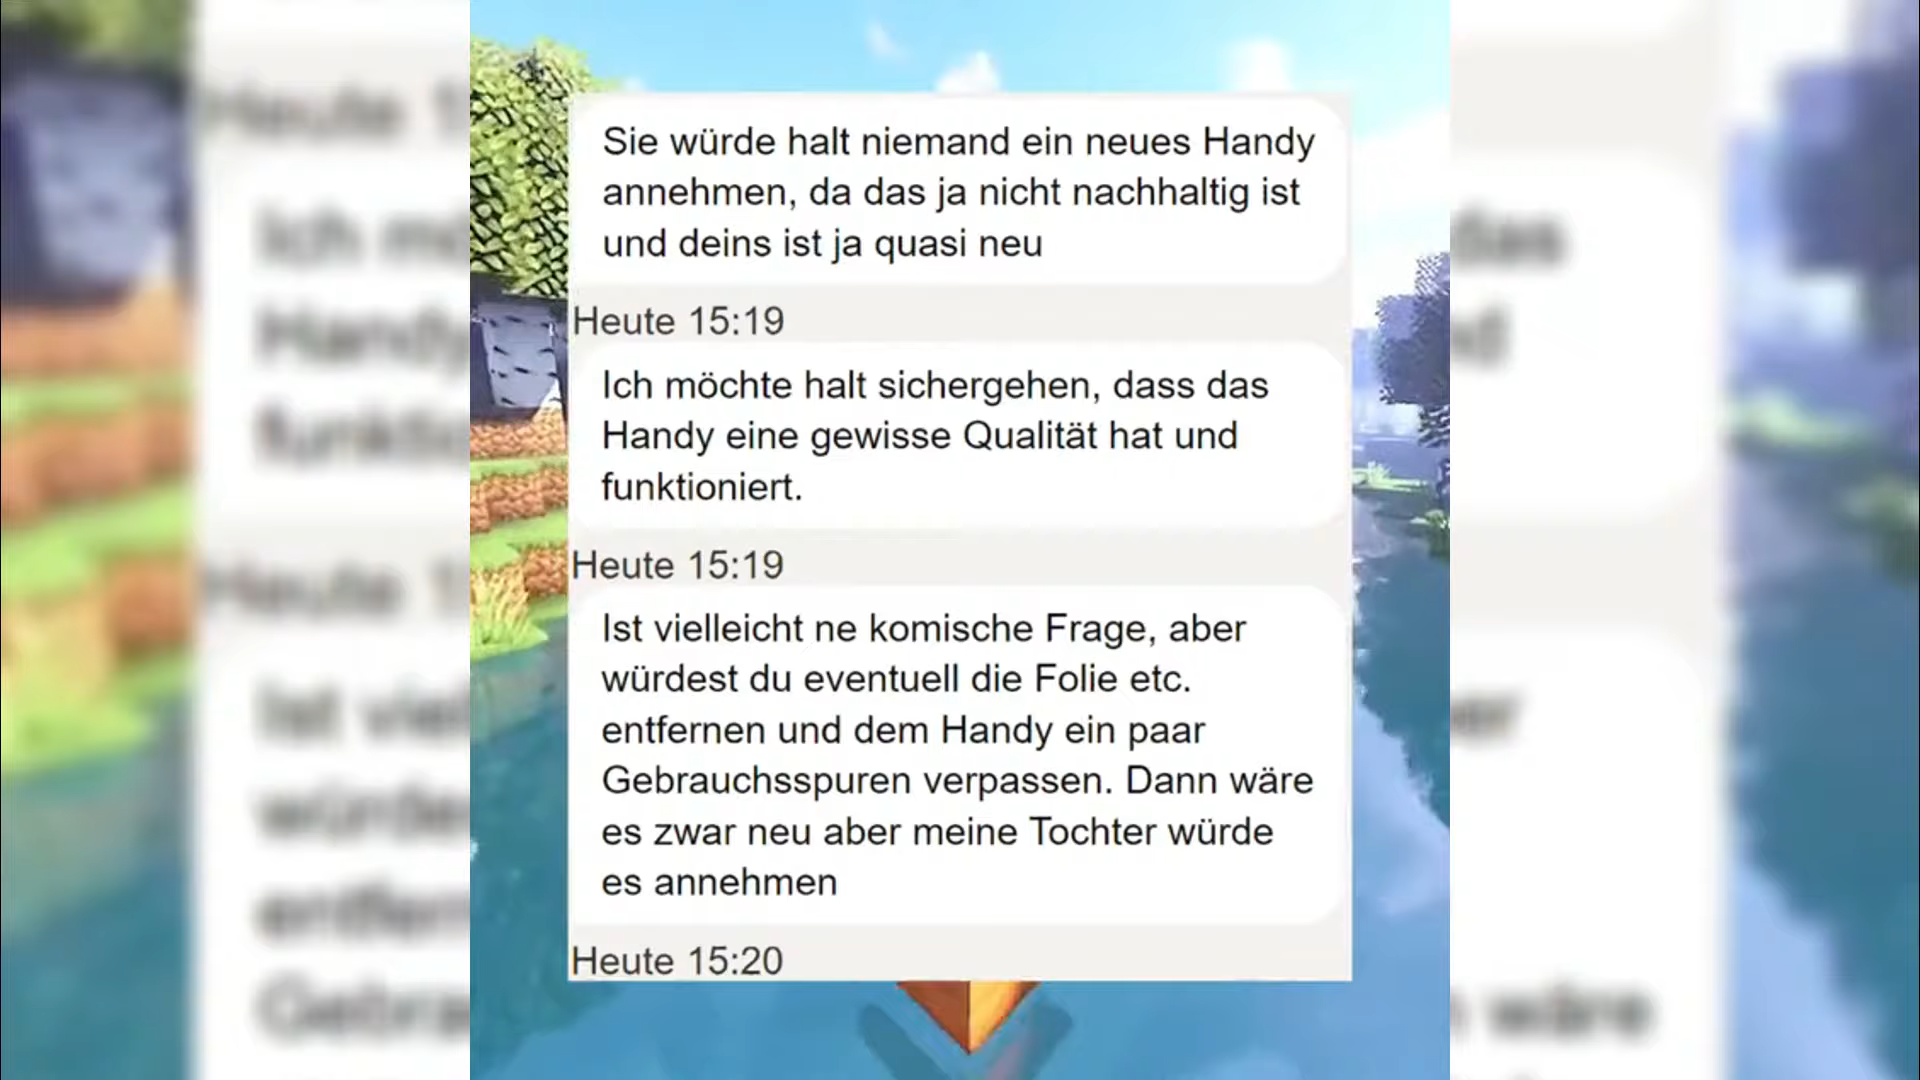 Sie würde halt niemand ein neues Handy
annehmen, da das ja nicht nachhaltig ist
und deins ist ja quasi neu
Heute 15:19
Ich möchte halt sichergehen, dass das
Handy eine gewisse Qualität hat und
funktioniert.
Heute 15:19
Ist vielleicht ne komische Frage, aber
würdest du eventuell die Folie etc.
entfernen und dem Handy ein paar
Gebrauchsspuren verpassen. Dann wäre
es zwar neu aber meine Tochter würde
es annehmen
Heute 15:20